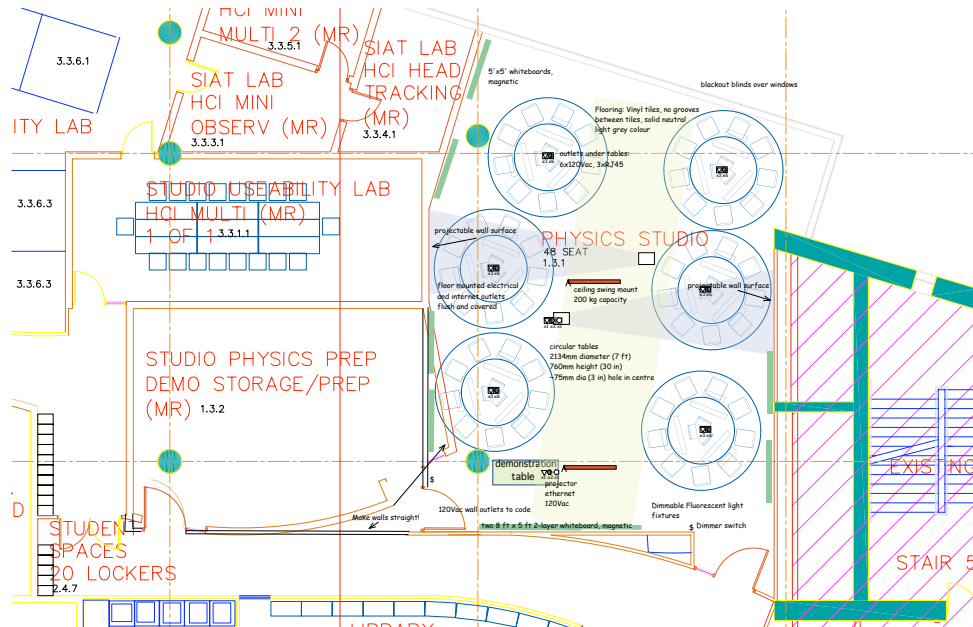 HCI MINI
MULTI 2 (MR)
3.3.5.1
3.3.6.1
SIAT LAB
HCI HEAD
TRACKING
(MR)
3.3.4.1
SIAT LAB
HCI MINI
OBSERV (MR)
3.3.3.1
ITY LAB
5'x5' whiteboards,
magnetic
blackout blinds over windows
Flooring: Vinyl tiles, no grooves
between tiles, solid neutral
light grey colour
outlets under tables:
6x120Vac, 3xRJ45
STUDIO USEABILITY LAB
HCI MULTI (MR)
1 OF 1
3.3.1.1
3.3.6.3
3.3.6.3
projectable wall surface
PHYSICS STUDIO
48 SEAT
1.3.1
floor mounted electrical
and internet outlets
flush and covered
ceiling swing mount
200 kg capacity
projectable wall surface
circular tables
2134mm diameter (7 ft)
760mm height (30 in)
~75mm dia (3 in) hole in centre
STUDIO PHYSICS PREP
DEMO STORAGE/PREP
(MR)
1.3.2
demonstration
table
projector
ethernet
120Vac
$
120Vac wall outlets to code
Make walls straight!
two 8 ft x 5 ft 2-layer whiteboard, magnetic
Dimmable Fluorescent light
fixtures
$ Dimmer switch
EXISTING
STAIR 5
D
STUDENT
SPACES
20 LOCKERS
2.4.7
LIBRARY